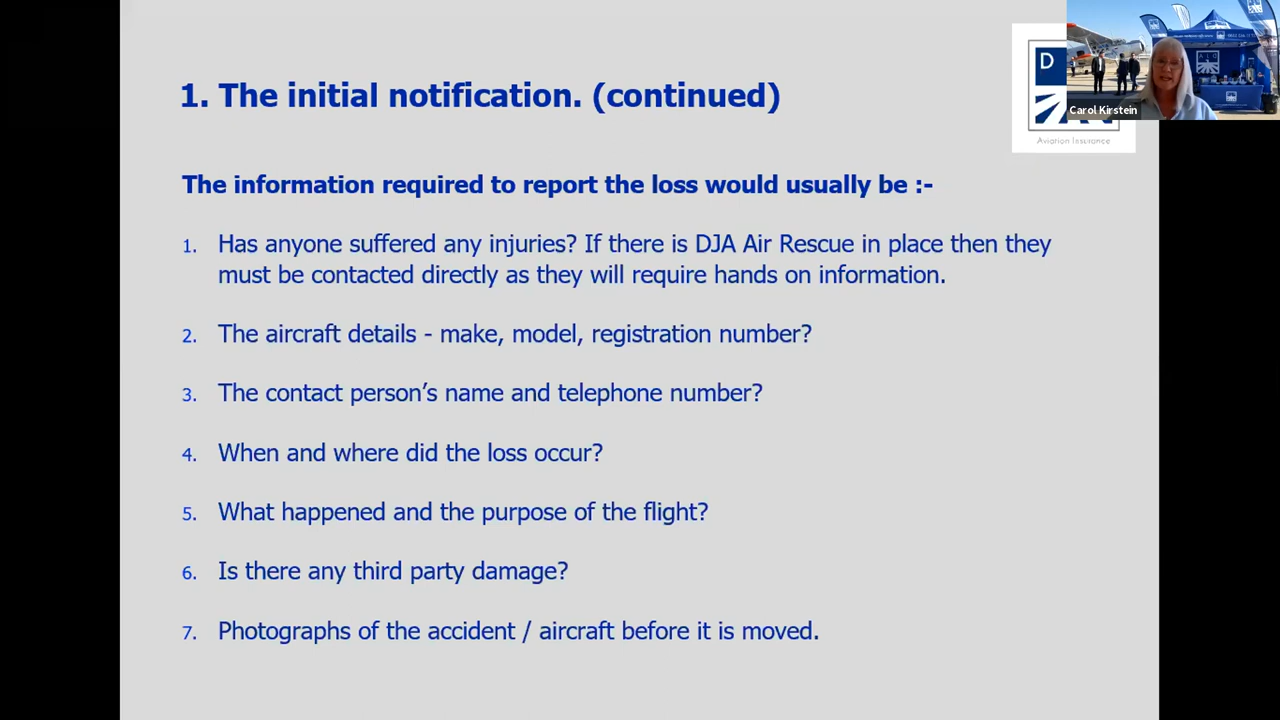 1. The initial notification. (continued)
D
Aviation Insurance
Carol Kirstein
The information required to report the loss would usually be :-
1. Has anyone suffered any injuries? If there is DJA Air Rescue in place then they
must be contacted directly as they will require hands on information.
2. The aircraft details - make, model, registration number?
3. The contact person's name and telephone number?
4. When and where did the loss occur?
5. What happened and the purpose of the flight?
6. Is there any third party damage?
7. Photographs of the accident / aircraft before it is moved.